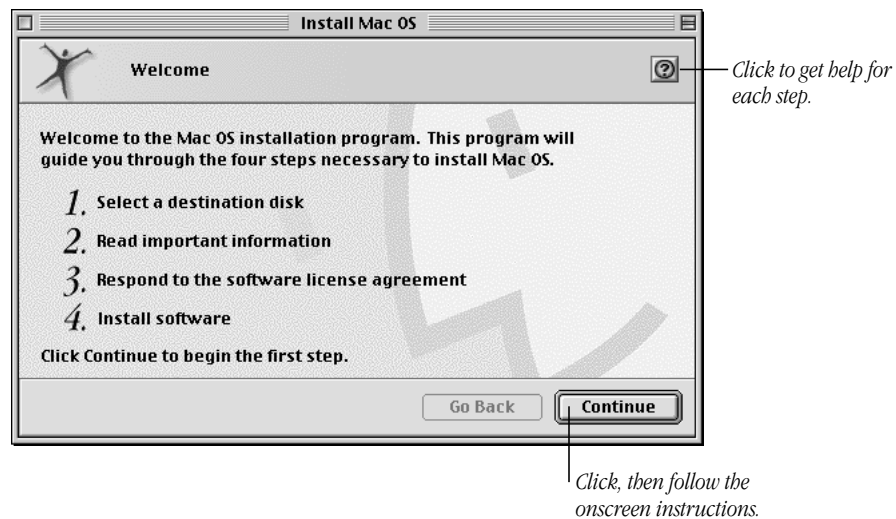 Install Mac OS
Welcome
?
Click to get help for
each step.
Welcome to the Mac OS installation program. This program will
guide you through the four steps necessary to install Mac OS.
1. Select a destination disk
2. Read important information
3. Respond to the software license agreement
4. Install software
Click Continue to begin the first step.
Go Back
Continue
Click, then follow the
onscreen instructions.